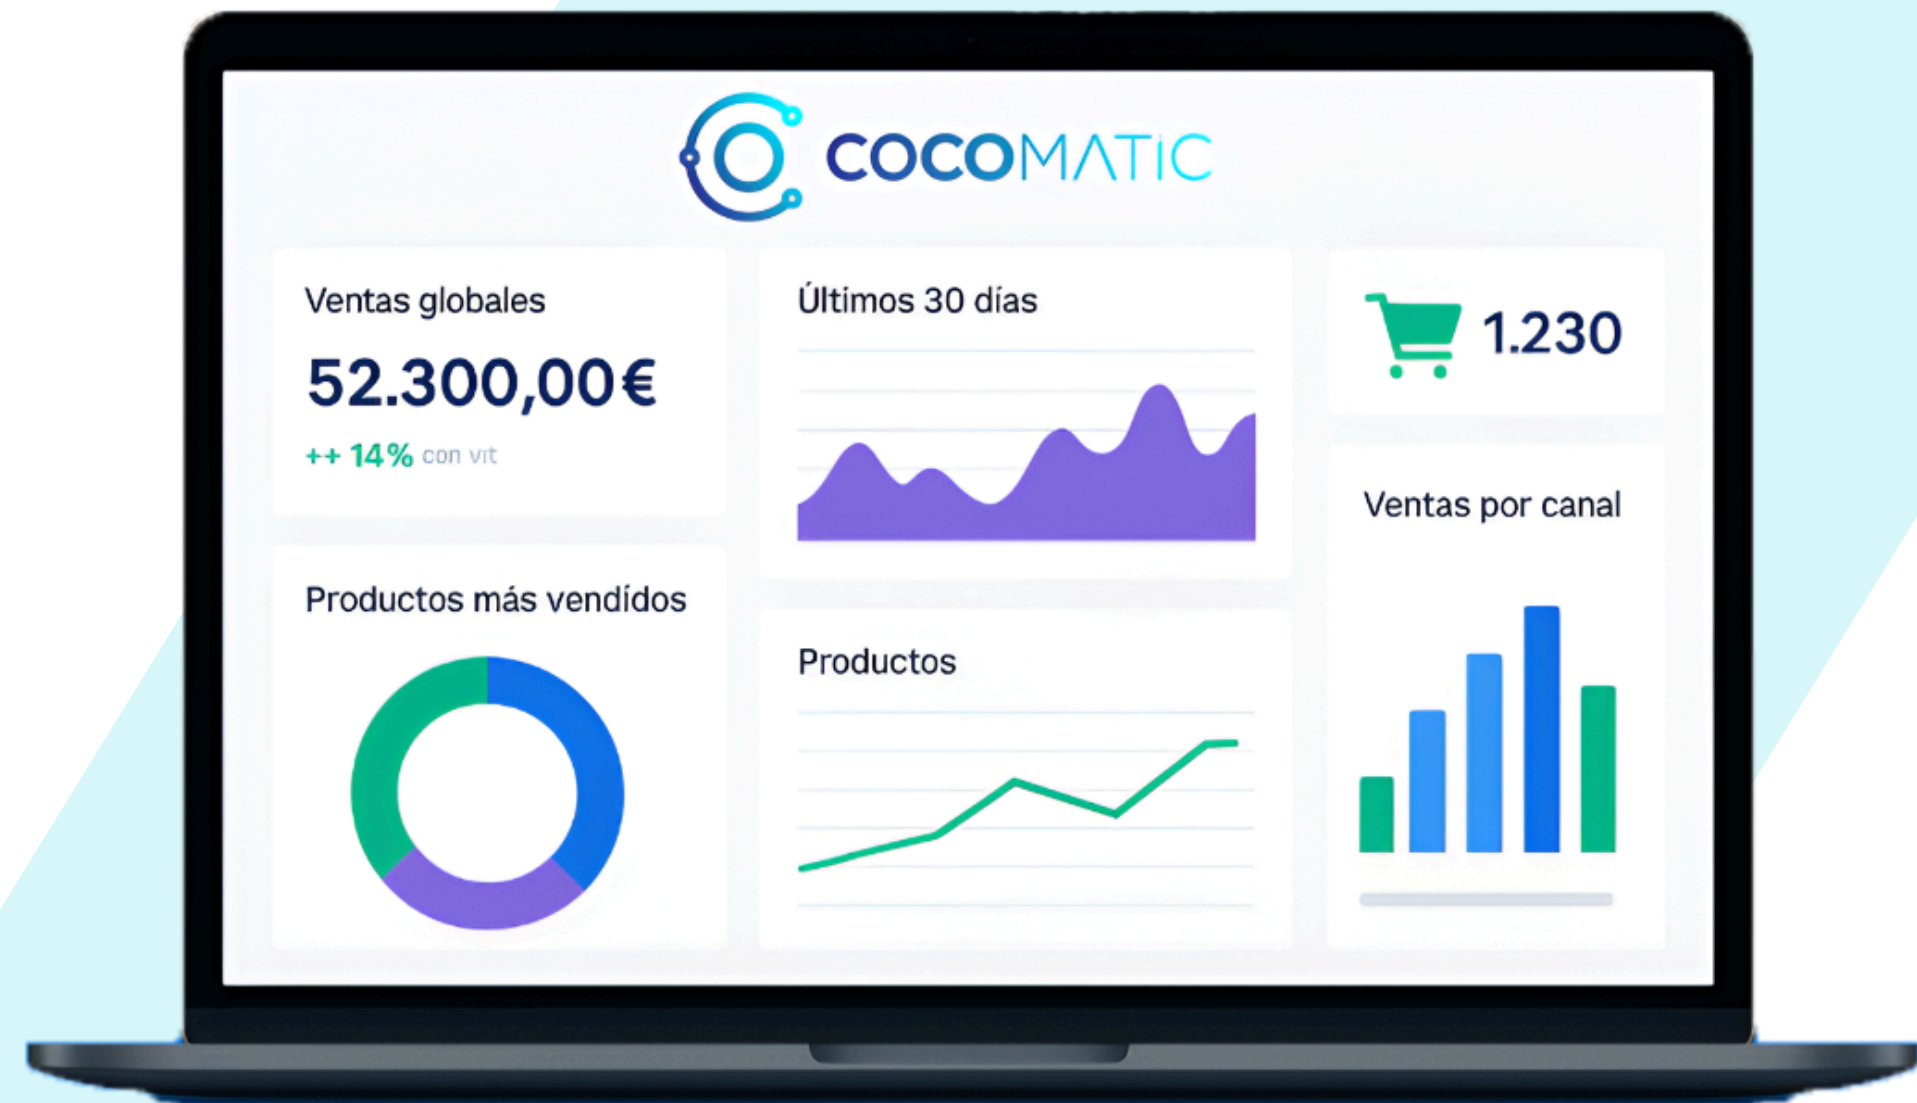 COCOMATiC
Ventas globales
52.300,00€
++ 14% con vıt
Productos más vendídos
Últimos 30 días
Productos
1.230
Ventas por canal